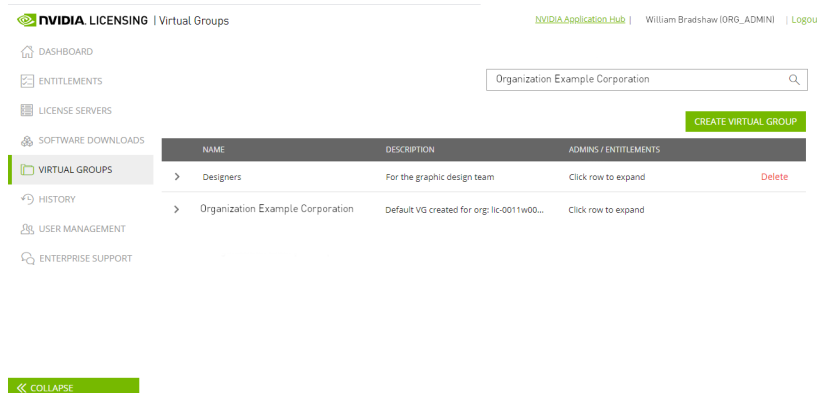 NVIDIA. LICENSING | Virtual Groups
NVIDIA Application Hub | William Bradshaw (ORG_ADMIN) | Logou
DASHBOARD
ENTITLEMENTS
LICENSE SERVERS
SOFTWARE DOWNLOADS
VIRTUAL GROUPS
HISTORY
USER MANAGEMENT
ENTERPRISE SUPPORT
COLLAPSE
Organization Example Corporation
CREATE VIRTUAL GROUP
NAME DESCRIPTION ADMINS / ENTITLEMENTS
Designers For the graphic design team Click row to expand Delete
Organization Example Corporation Default VG created for org: lic-0011w00... Click row to expand